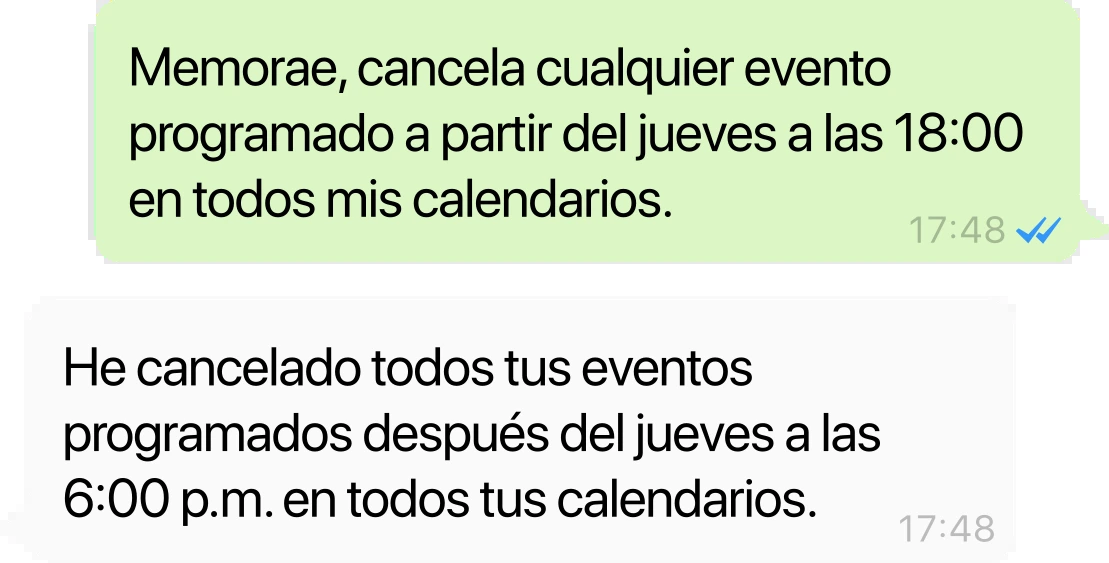 Memorae, cancela cualquier evento
programado a partir del jueves a las 18:00
en todos mis calendarios.
17:48
He cancelado todos tus eventos
programados después del jueves a las
6:00 p.m. en todos tus calendarios.
17:48